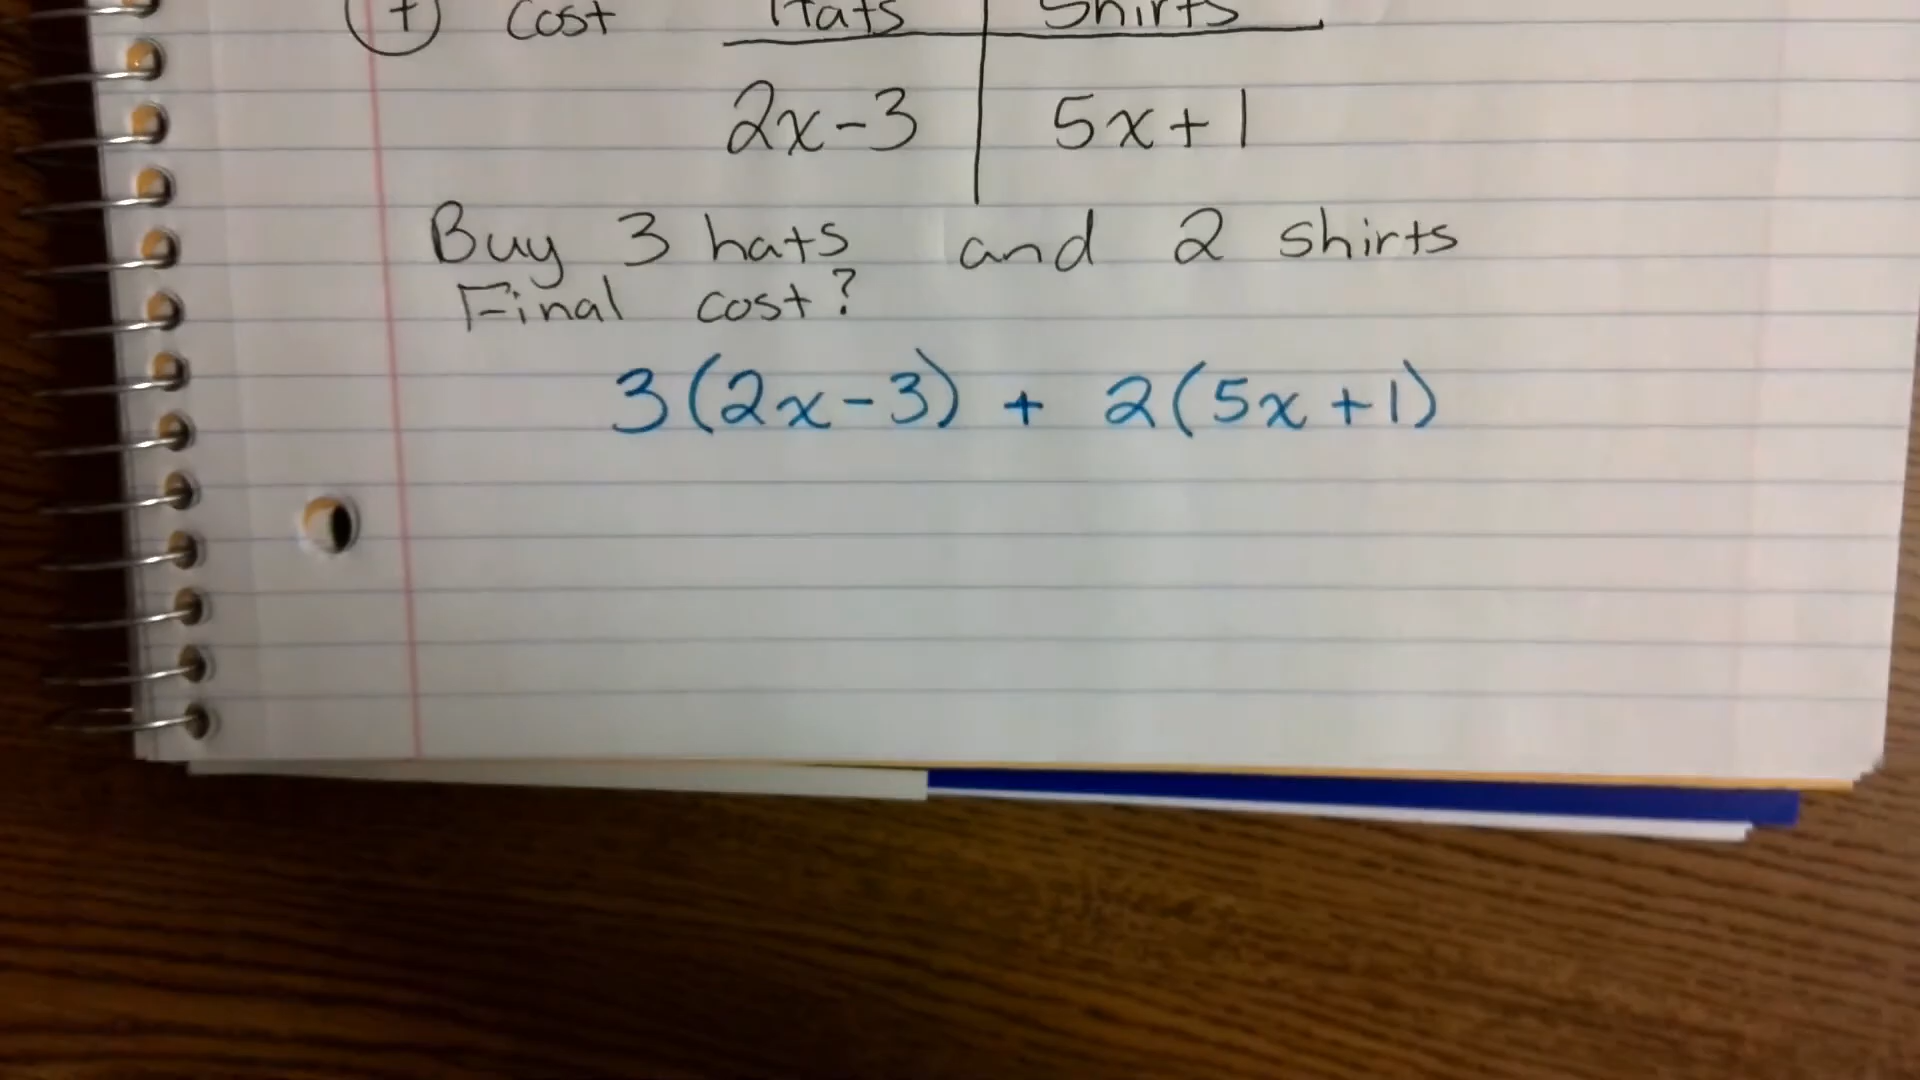 Cost Hats Shirts
2x-3 5x+1
Buy 3 hats and 2 shirts
Final cost?
3(2x-3) + 2(5x+1)